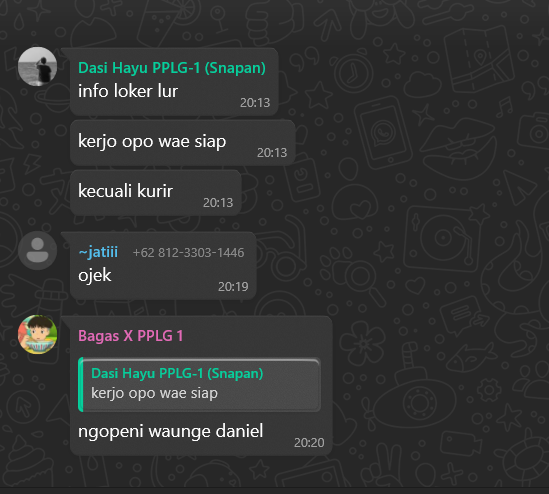 Dasi Hayu PPLG-1 (Snapan)
info loker lur
20:13
kerjo opo wae siap
20:13
kecuali kurir
20:13
~jatiii +62 812-3303-1446
ojek
20:19
Bagas X PPLG 1
Dasi Hayu PPLG-1 (Snapan)
kerjo opo wae siap
ngopeni waunge daniel
20:20